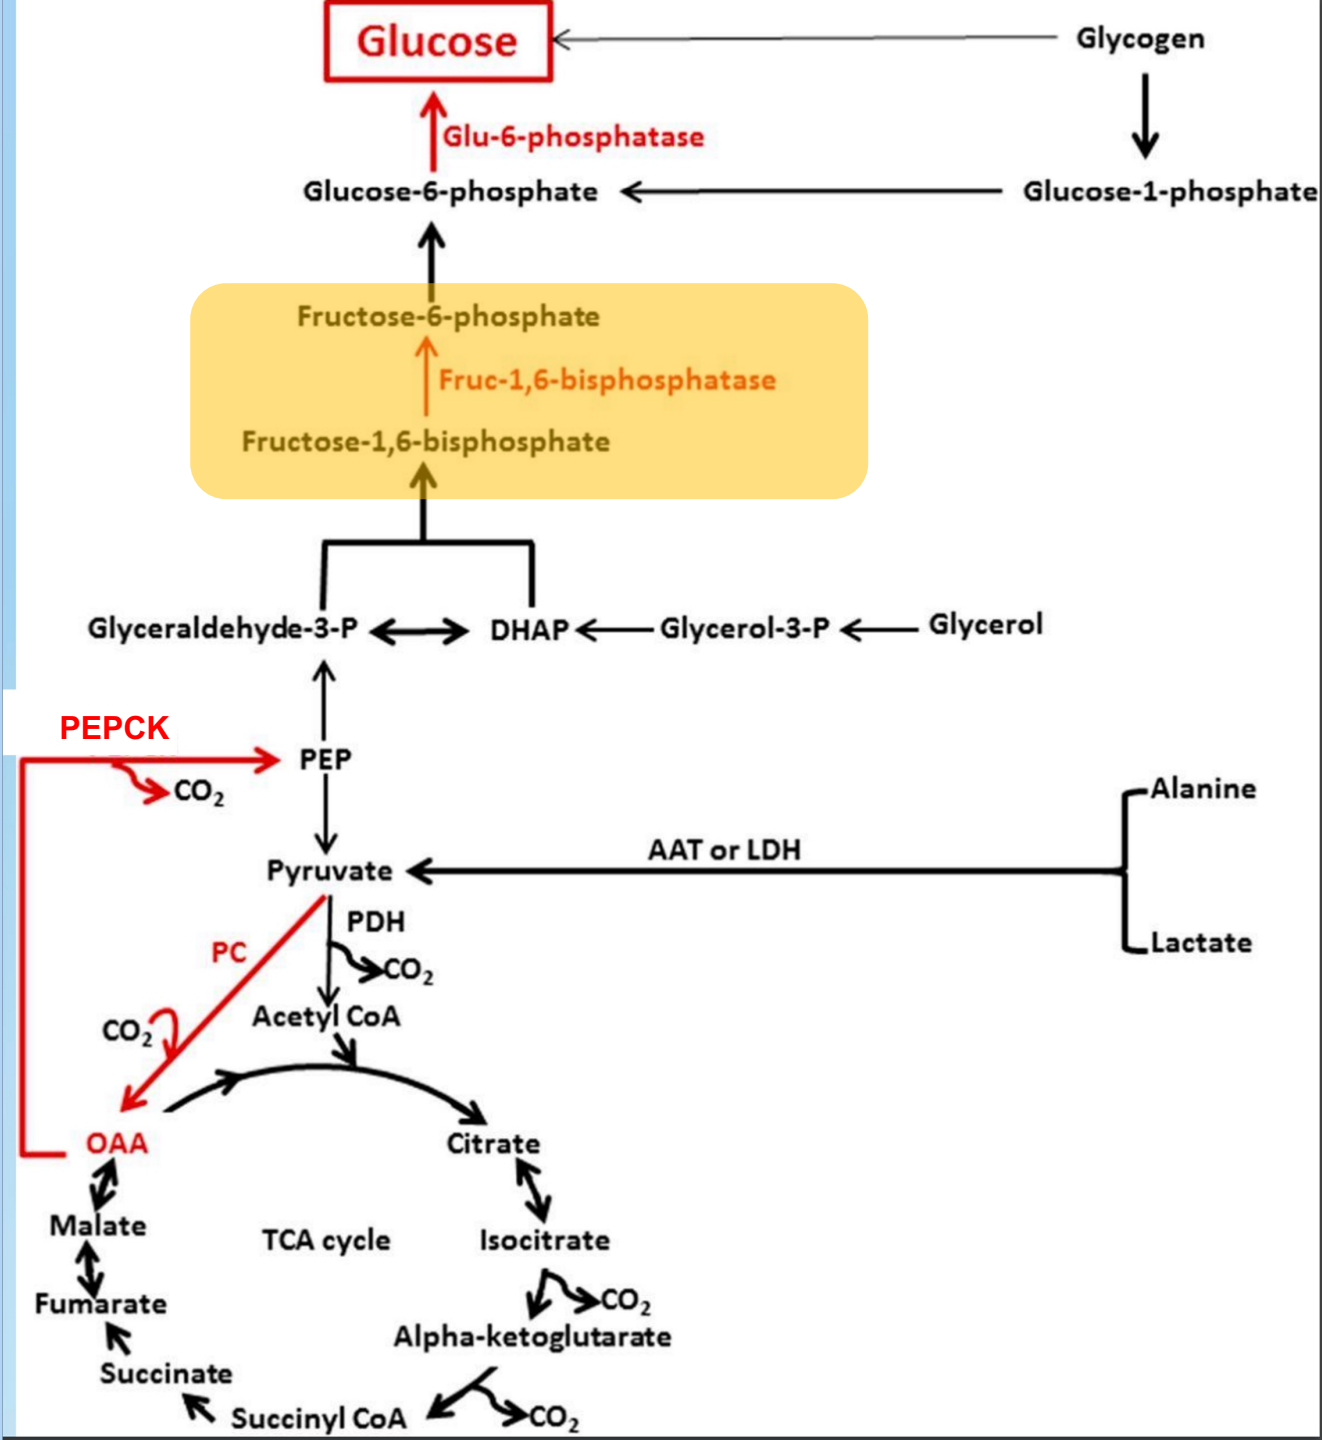 Glucose
Glycogen
Glu-6-phosphatase
Glucose-6-phosphate
Glucose-1-phosphate
Fructose-6-phosphate
Fruc-1,6-bisphosphatase
Fructose-1,6-bisphosphate
Glyceraldehyde-3-P
DHAP
Glycerol-3-P
Glycerol
PEPCK
PEP
CO2
Alanine
AAT or LDH
Pyruvate
PDH
Lactate
PC
CO2
Acetyl CoA
CO2
OAA
Citrate
Malate
TCA cycle
Isocitrate
Fumarate
CO2
Alpha-ketoglutarate
Succinate
Succinyl CoA
CO2